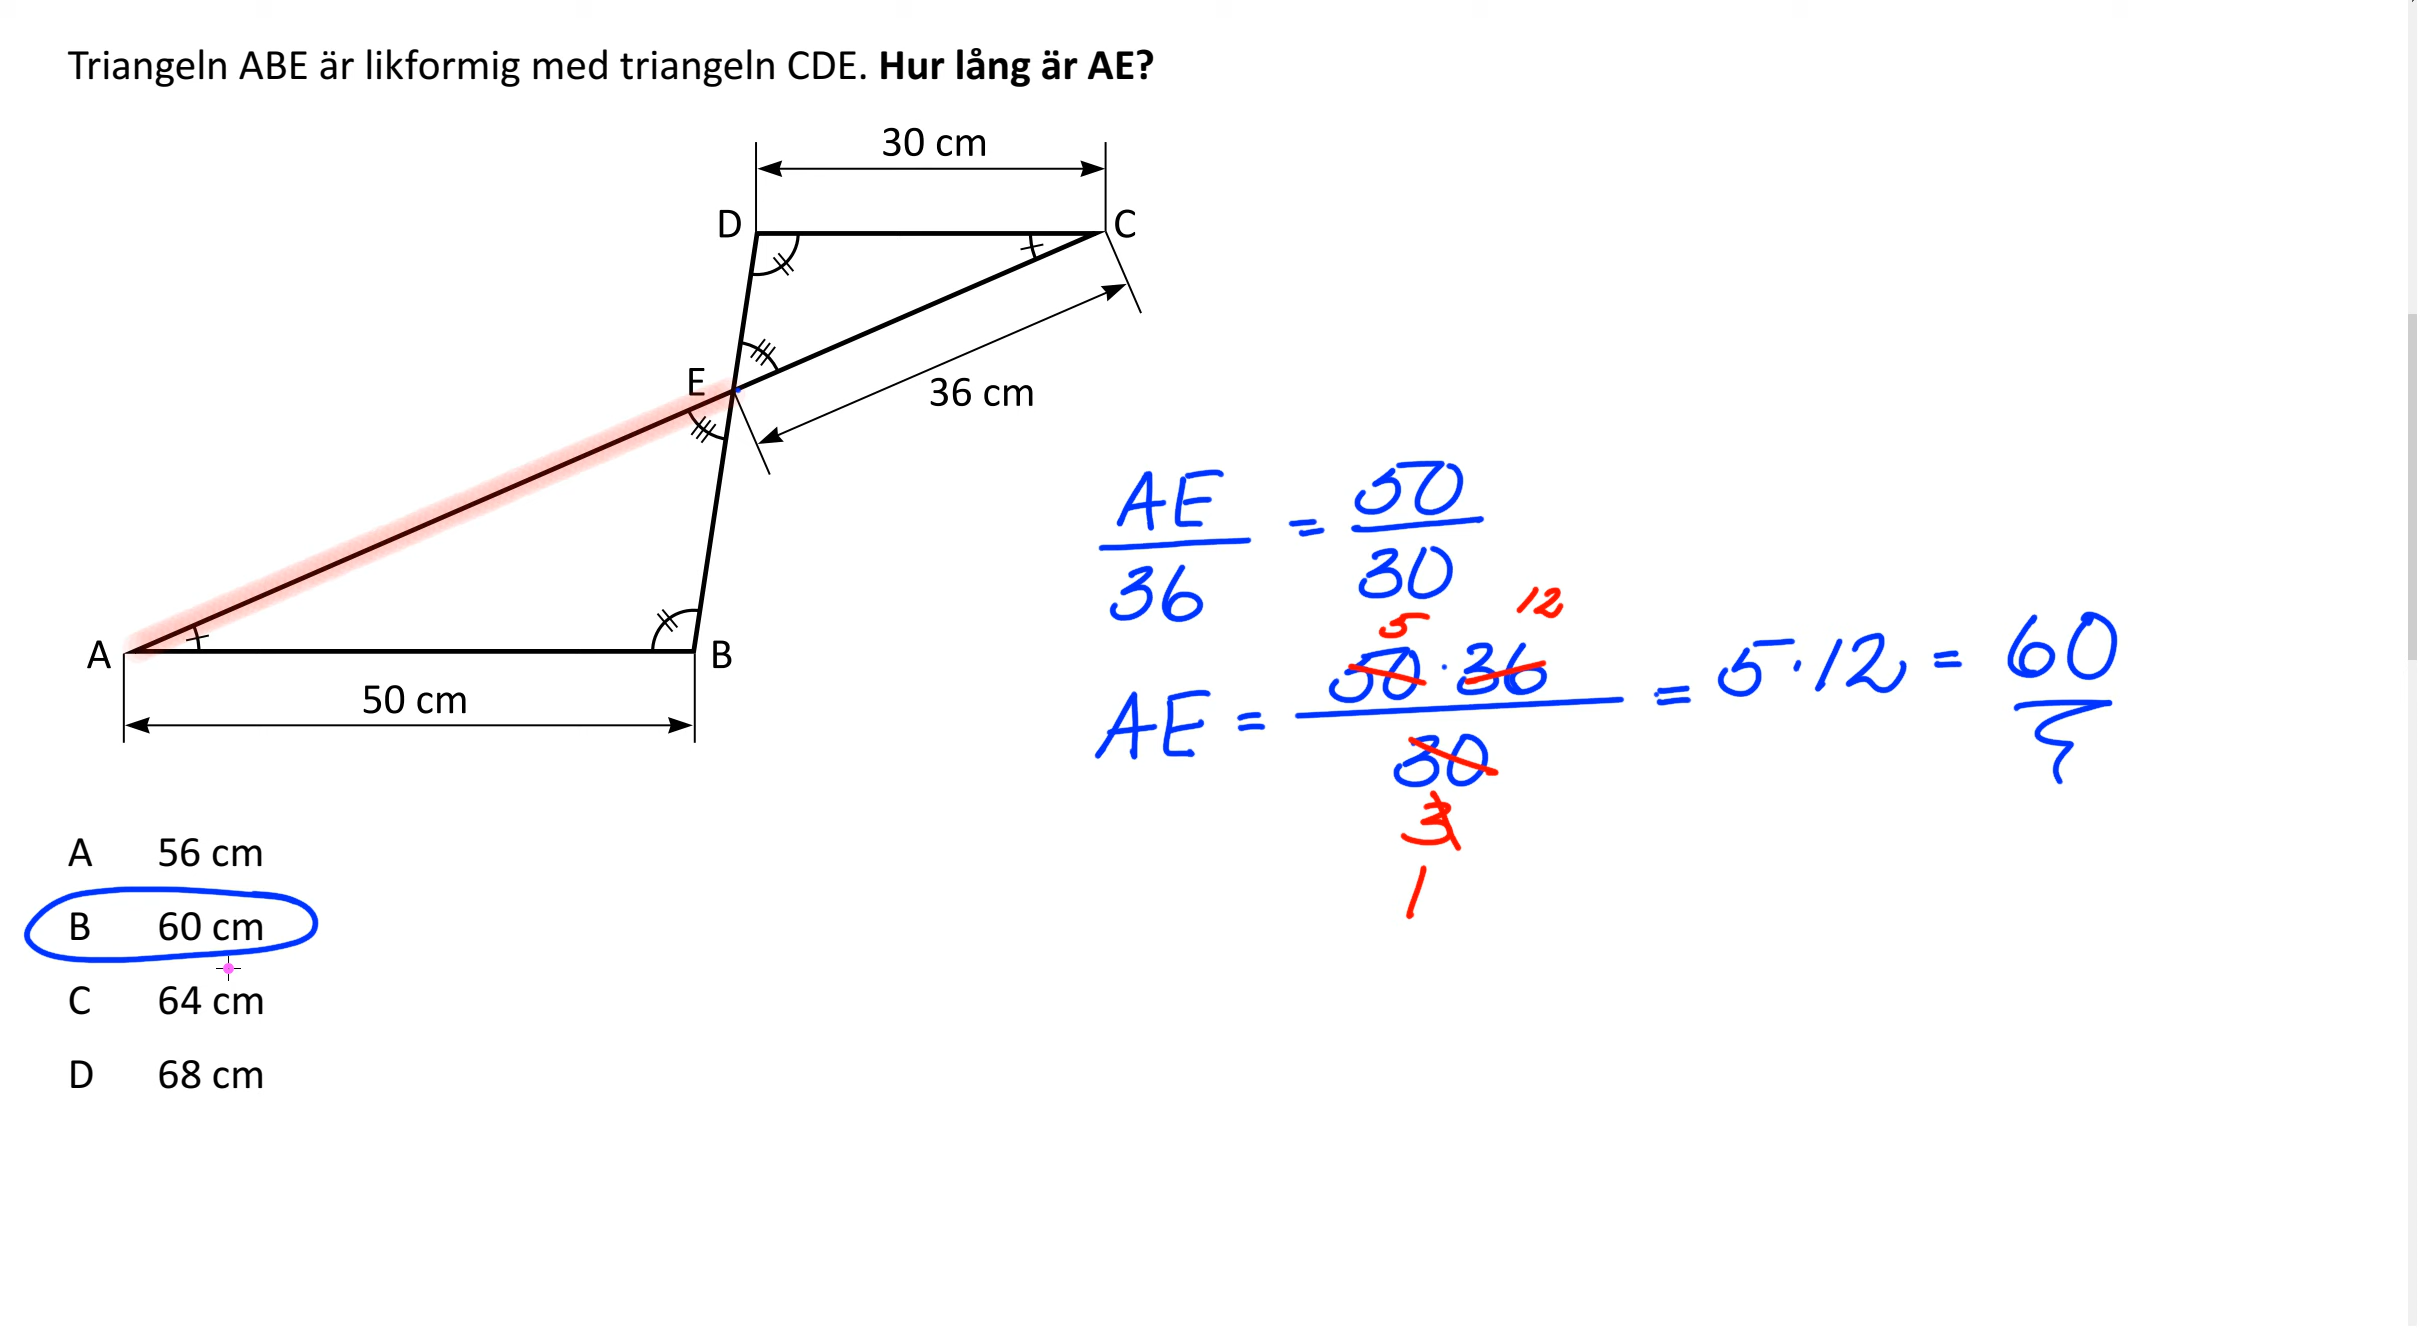 Triangeln ABE är likformig med triangeln CDE. Hur lång är AE?
30 cm
D
C
E
36 cm
A
B
50 cm
AE/36 = 50/30
5 12
AE = 50·36/30 = 5·12 = 60
3
1
A 56 cm
B 60 cm
C 64 cm
D 68 cm